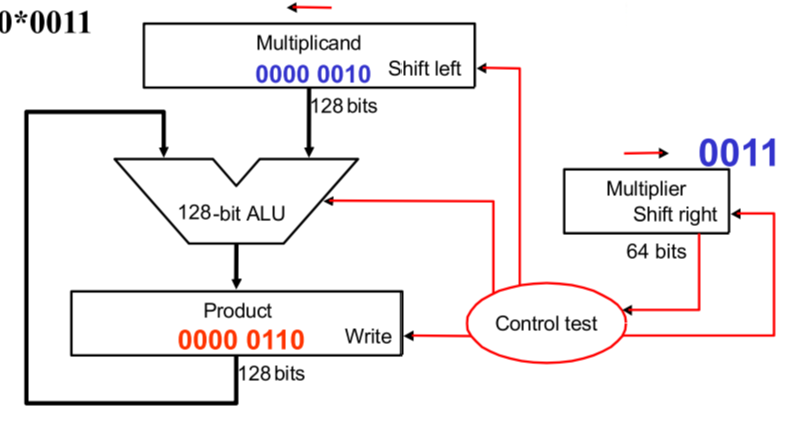 0*0011
Multiplicand
0000 0010 Shift left
128 bits
0011
Multiplier
Shift right
128-bit ALU
64 bits
Product
Control test
0000 0110 Write
128 bits